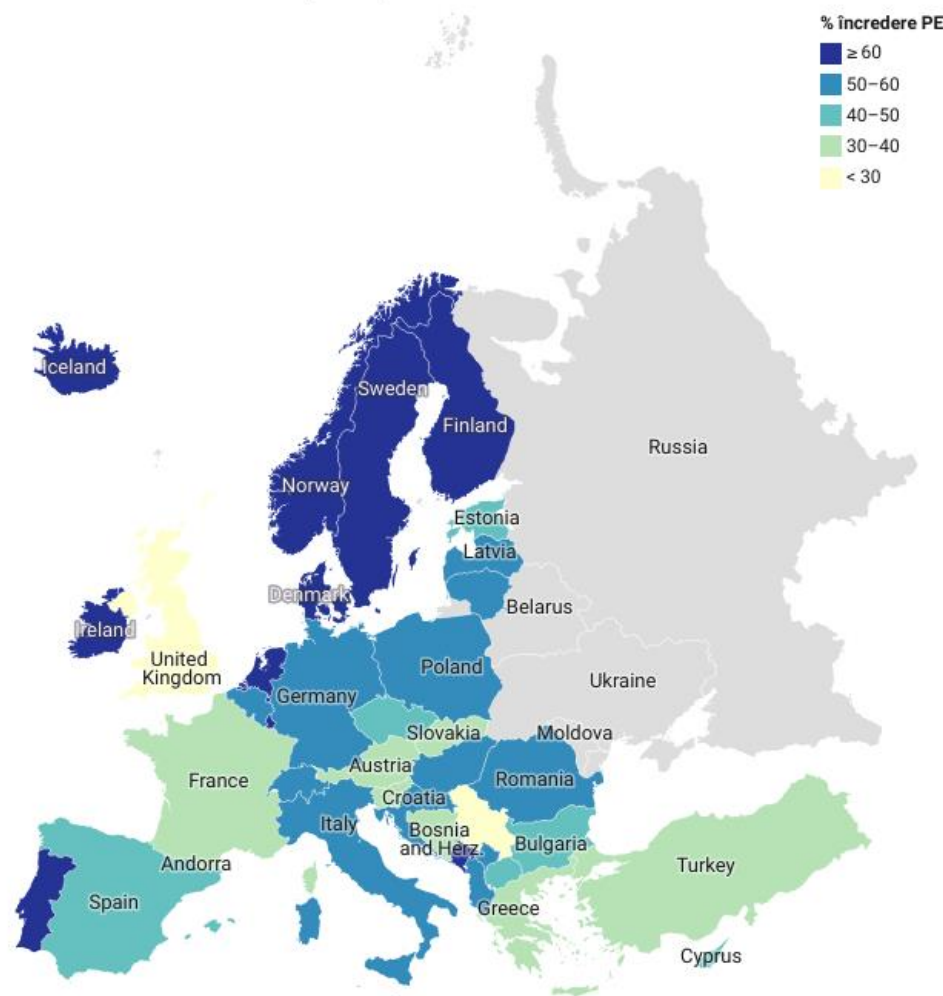 % încredere PE
≥ 60
50–60
40–50
30–40
< 30
Iceland
Sweden
Finland
Russia
Norway
Estonia
Latvia
Denmark
Belarus
Ireland
United
Kingdom
Poland
Ukraine
Germany
Slovakia
Moldova
Austria
France
Romania
Croatia
Italy
Bosnia
and Herz.
Bulgaria
Andorra
Turkey
Spain
Greece
Cyprus